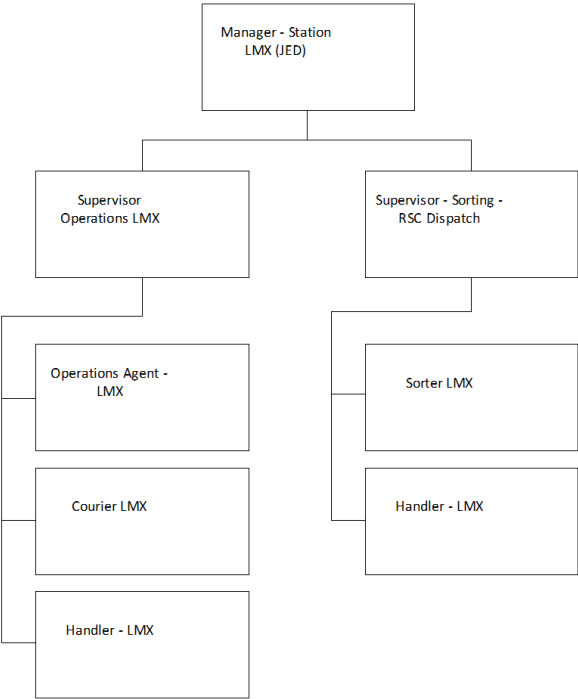 Manager - Station
LMX (JED)
Supervisor
Operations LMX
Supervisor - Sorting -
RSC Dispatch
Operations Agent -
LMX
Sorter LMX
Courier LMX
Handler - LMX
Handler - LMX